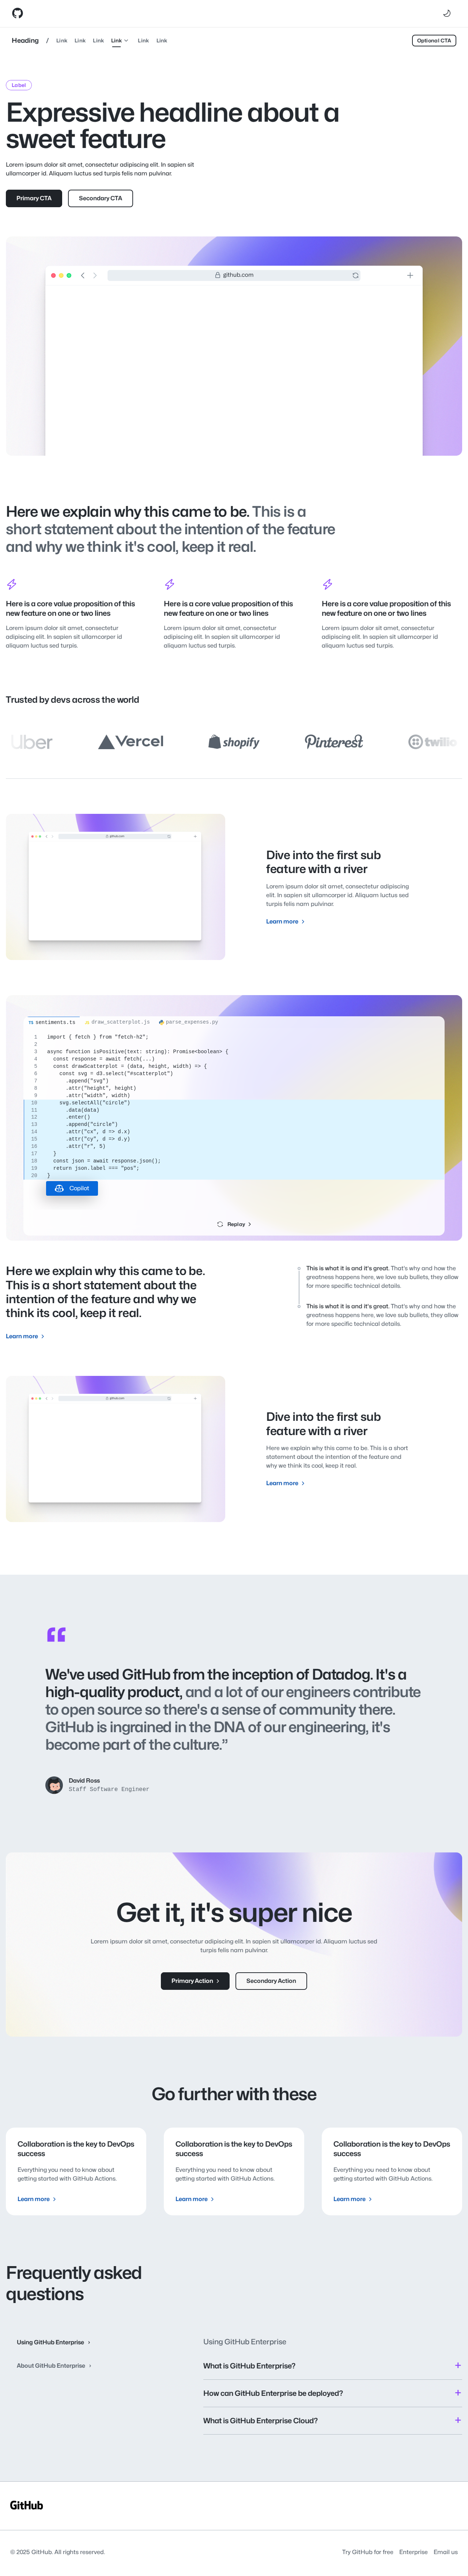 Heading / Link Link Link Link Link Link Optional CTA
Label
Expressive headline about a
sweet feature
Lorem ipsum dolor sit amet, consectetur adipiscing elit. In sapien sit
ullamcorper id. Aliquam luctus sed turpis felis nam pulvinar.
Primary CTA Secondary CTA
github.com
Here we explain why this came to be. This is a
short statement about the intention of the feature
and why we think it's cool, keep it real.
Here is a core value proposition of this
new feature on one or two lines
Lorem ipsum dolor sit amet, consectetur
adipiscing elit. In sapien sit ullamcorper id
aliquam luctus sed turpis.
Here is a core value proposition of this
new feature on one or two lines
Lorem ipsum dolor sit amet, consectetur
adipiscing elit. In sapien sit ullamcorper id
aliquam luctus sed turpis.
Here is a core value proposition of this
new feature on one or two lines
Lorem ipsum dolor sit amet, consectetur
adipiscing elit. In sapien sit ullamcorper id
aliquam luctus sed turpis.
Trusted by devs across the world
Uber Vercel shopify Pinterest twilio
github.com
Dive into the first sub
feature with a river
Lorem ipsum dolor sit amet, consectetur adipiscing
elit. In sapien sit ullamcorper id. Aliquam luctus sed
turpis felis nam pulvinar.
Learn more
TS sentiments.ts draw_scatterplot.js parse_expenses.py
1 import { fetch } from "fetch-h2";
2
3 async function isPositive(text: string): Promise<boolean> {
4 const response = await fetch(...)
5 const drawScatterplot = (data, height, width) => {
6 const svg = d3.select("#scatterplot")
7 .append("svg")
8 .attr("height", height)
9 .attr("width", width)
10 svg.selectAll("circle")
11 .data(data)
12 .enter()
13 .append("circle")
14 .attr("cx", d => d.x)
15 .attr("cy", d => d.y)
16 .attr("r", 5)
17 }
18 const json = await response.json();
19 return json.label === "pos";
20 }
Copilot
Replay
Here we explain why this came to be.
This is a short statement about the
intention of the feature and why we
think its cool, keep it real.
Learn more
This is what it is and it's great. That's why and how the
greatness happens here, we love sub bullets, they allow
for more specific technical details.
This is what it is and it's great. That's why and how the
greatness happens here, we love sub bullets, they allow
for more specific technical details.
github.com
Dive into the first sub
feature with a river
Here we explain why this came to be. This is a short
statement about the intention of the feature and
why we think its cool, keep it real.
Learn more
“
We've used GitHub from the inception of Datadog. It's a
high-quality product, and a lot of our engineers contribute
to open source so there's a sense of community there.
GitHub is ingrained in the DNA of our engineering, it's
become part of the culture.”
David Ross
Staff Software Engineer
Get it, it's super nice
Lorem ipsum dolor sit amet, consectetur adipiscing elit. In sapien sit ullamcorper id. Aliquam luctus sed
turpis felis nam pulvinar.
Primary Action Secondary Action
Go further with these
Collaboration is the key to DevOps
success
Everything you need to know about
getting started with GitHub Actions.
Learn more
Collaboration is the key to DevOps
success
Everything you need to know about
getting started with GitHub Actions.
Learn more
Collaboration is the key to DevOps
success
Everything you need to know about
getting started with GitHub Actions.
Learn more
Frequently asked
questions
Using GitHub Enterprise
About GitHub Enterprise
Using GitHub Enterprise
What is GitHub Enterprise?
How can GitHub Enterprise be deployed?
What is GitHub Enterprise Cloud?
GitHub
© 2025 GitHub. All rights reserved. Try GitHub for free Enterprise Email us